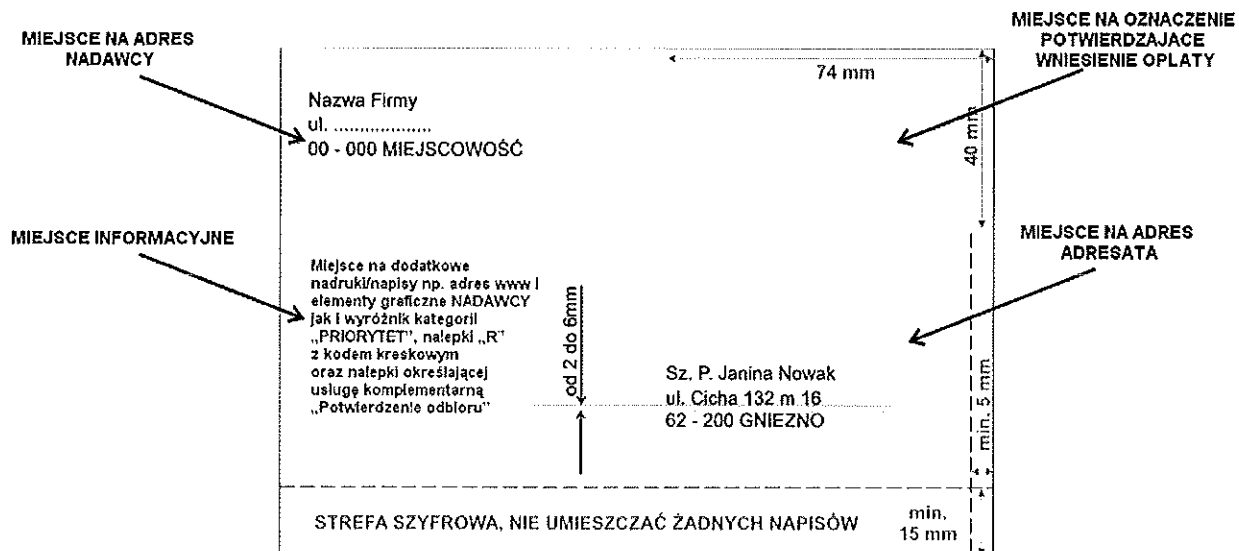 MIEJSCE NA ADRES
NADAWCY
MIEJSCE NA OZNACZENIE
POTWIERDZAJACE
WNIESIENIE OPLATY
74 mm
40 mm
Nazwa Firmy
ul. ...................
00 - 000 MIEJSCOWOŚĆ
MIEJSCE INFORMACYJNE
MIEJSCE NA ADRES
ADRESATA
Miejsce na dodatkowe
nadruki/napisy np. adres www i
elementy graficzne NADAWCY
jak i wyróżnik kategorii
„PRIORYTET”, nalepki „R”
z kodem kreskowym
oraz nalepki określającej
usługę komplementarną
„Potwierdzenie odbioru”
od 2 do 6mm
Sz. P. Janina Nowak
ul. Cicha 132 m 16
62 - 200 GNIEZNO
min. 5 mm
STREFA SZYFROWA, NIE UMIESZCZAĆ ŻADNYCH NAPISÓW
min.
15 mm